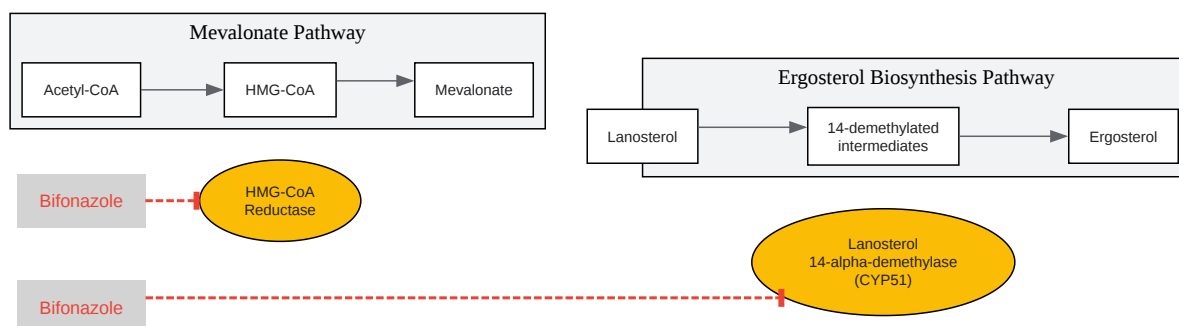 Mevalonate Pathway
Acetyl-CoA
HMG-CoA
Mevalonate
Ergosterol Biosynthesis Pathway
Lanosterol
14-demethylated
intermediates
Ergosterol
Bifonazole
HMG-CoA
Reductase
Lanosterol
14-alpha-demethylase
(CYP51)
Bifonazole